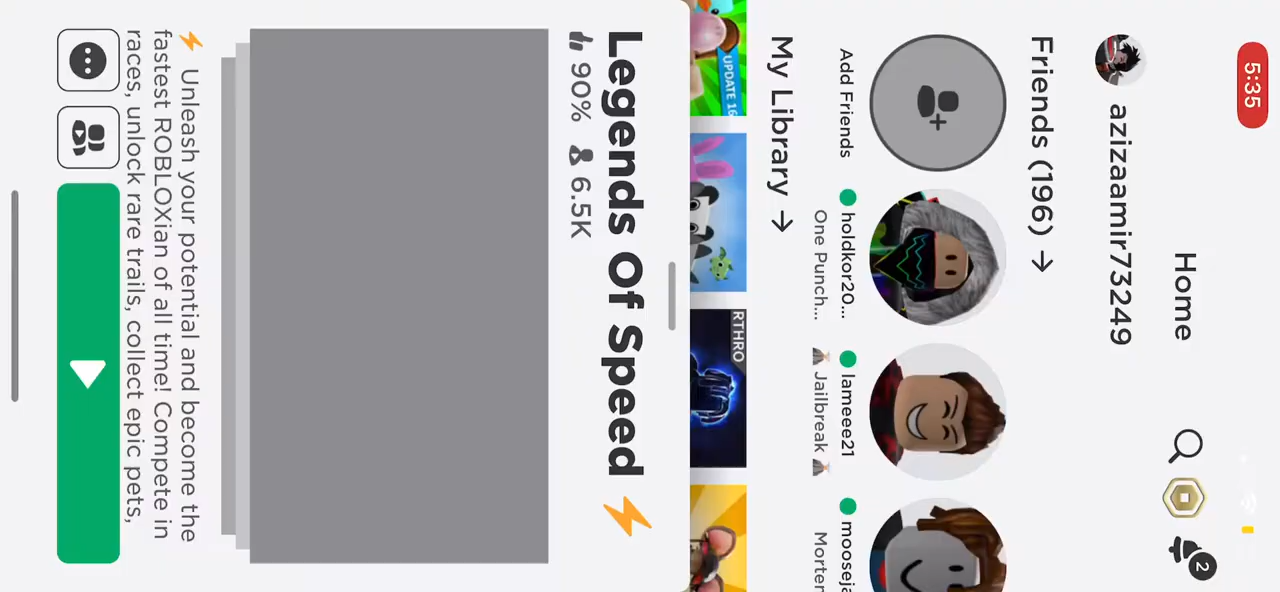 5:35
Home
2
azizaamir73249
Friends (196) →
Add Friends
holdkor20...
One Punch...
lameee21
Jailbreak
mooseja
Morter
My Library →
UPDATE 16
RTHRO
Legends Of Speed ⚡
90% 6.5K
⚡ Unleash your potential and become the
fastest ROBLOXian of all time! Compete in
races, unlock rare trails, collect epic pets,